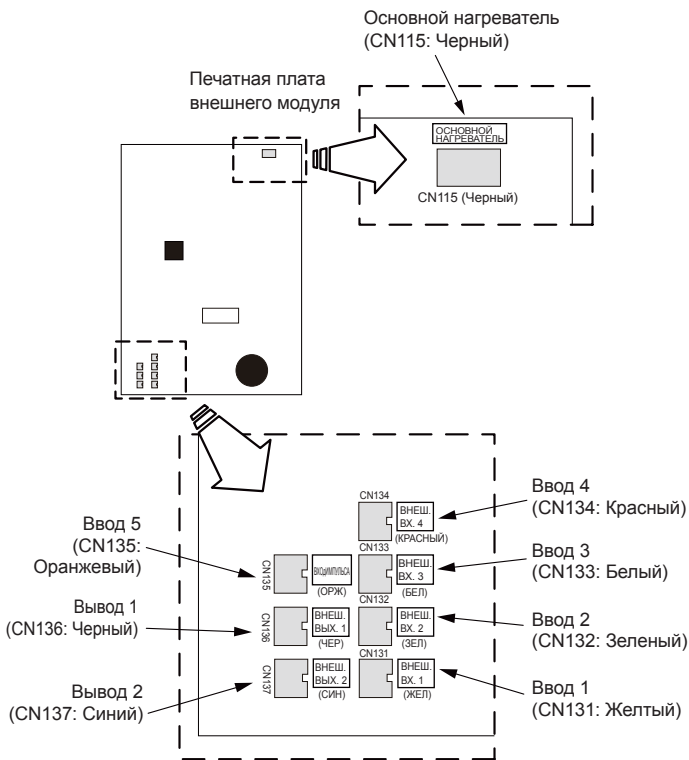 Основной нагреватель
(CN115: Черный)
Печатная плата
внешнего модуля
ОСНОВНОЙ
НАГРЕВАТЕЛЬ
CN115 (Черный)
CN134
ВНЕШ.
ВХ. 4
(КРАСНЫЙ)
Ввод 4
(CN134: Красный)
Ввод 5
(CN135:
Оранжевый)
CN135
(ОРЖ)
CN133
ВНЕШ.
ВХ. 3
(БЕЛ)
Ввод 3
(CN133: Белый)
Вывод 1
(CN136: Черный)
CN136
ВНЕШ.
ВЫХ. 1
(ЧЕР)
CN132
ВНЕШ.
ВХ. 2
(ЗЕЛ)
Ввод 2
(CN132: Зеленый)
Вывод 2
(CN137: Синий)
CN137
ВНЕШ.
ВЫХ. 2
(СИН)
CN131
ВНЕШ.
ВХ. 1
(ЖЕЛ)
Ввод 1
(CN131: Желтый)